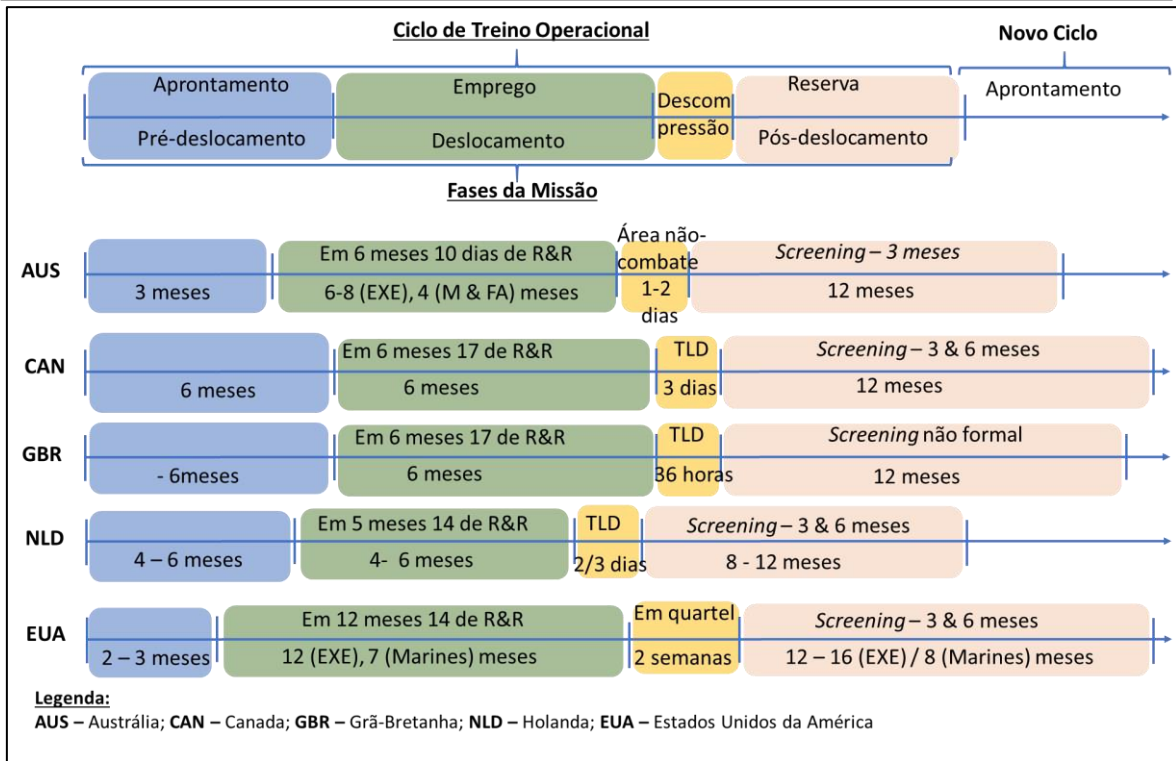 Ciclo de Treino Operacional
Novo Ciclo
Aprontamento
Emprego
Descom
pressão
Reserva
Aprontamento
Pré-deslocamento
Deslocamento
Pós-deslocamento
Fases da Missão
AUS
3 meses
Em 6 meses 10 dias de R&R
6-8 (EXE), 4 (M & FA) meses
Área não-
combate
1-2
dias
Screening – 3 meses
12 meses
CAN
6 meses
Em 6 meses 17 de R&R
6 meses
TLD
3 dias
Screening – 3 & 6 meses
12 meses
GBR
- 6meses
Em 6 meses 17 de R&R
6 meses
TLD
36 horas
Screening não formal
12 meses
NLD
4 – 6 meses
Em 5 meses 14 de R&R
4- 6 meses
TLD
2/3 dias
Screening – 3 & 6 meses
8 - 12 meses
EUA
2 – 3 meses
Em 12 meses 14 de R&R
12 (EXE), 7 (Marines) meses
Em quartel
2 semanas
Screening – 3 & 6 meses
12 – 16 (EXE) / 8 (Marines) meses
Legenda:
AUS – Austrália; CAN – Canada; GBR – Grã-Bretanha; NLD – Holanda; EUA – Estados Unidos da América